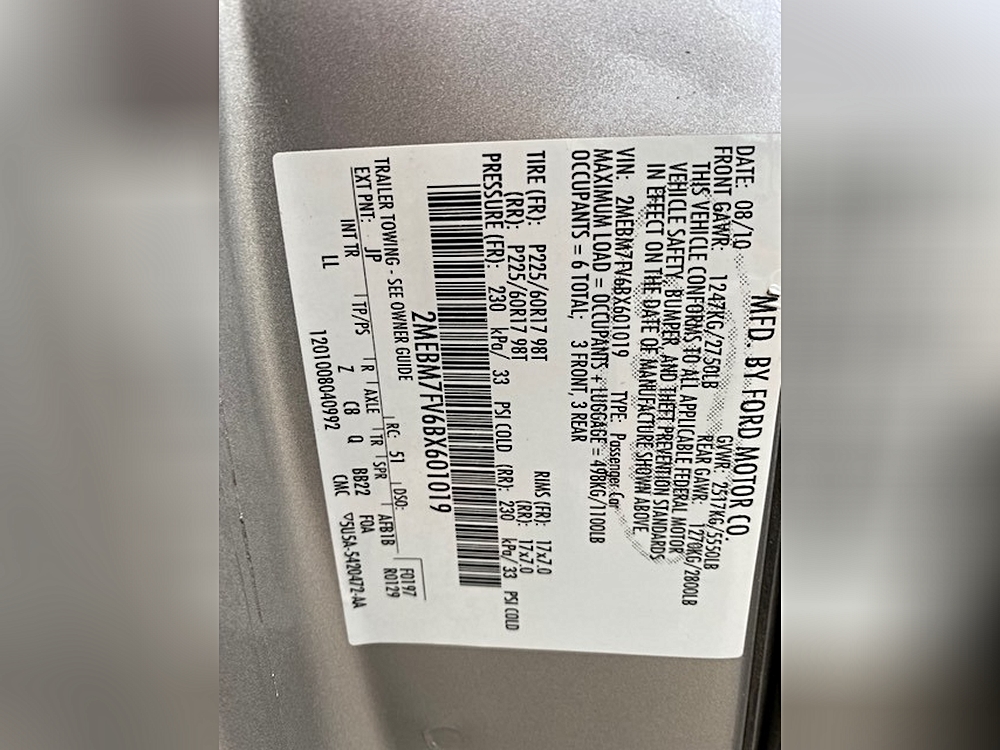 MFD. BY FORD MOTOR CO.
DATE: 08/10 GVWR: 2517KG/5550LB
FRONT GAWR: 1247KG/2750LB REAR GAWR: 1270KG/2800LB
THIS VEHICLE CONFORMS TO ALL APPLICABLE FEDERAL MOTOR
VEHICLE SAFETY, BUMPER, AND THEFT PREVENTION STANDARDS
IN EFFECT ON THE DATE OF MANUFACTURE SHOWN ABOVE
VIN: 2MEBM7FV6BX601019 TYPE: Passenger Car
MAXIMUM LOAD = OCCUPANTS + LUGGAGE = 498KG/1100LB
OCCUPANTS = 6 TOTAL, 3 FRONT, 3 REAR
TIRE (FR): P225/60R17 98T RIMS (FR): 17x7.0
(RR): P225/60R17 98T (RR): 17x7.0
PRESSURE (FR): 230 kPa/ 33 PSI COLD (RR): 230 kPa/ 33 PSI COLD
2MEBM7FV6BX601019
TRAILER TOWING - SEE OWNER GUIDE F0197
EXT PNT: JP RC: 51 DSO: R0129
INT TR TP/PS R AXLE TR SPR AFB1B
LL Z C8 Q BB22 FOA
1201008040992 CMC ▽5USA-5420472-AA